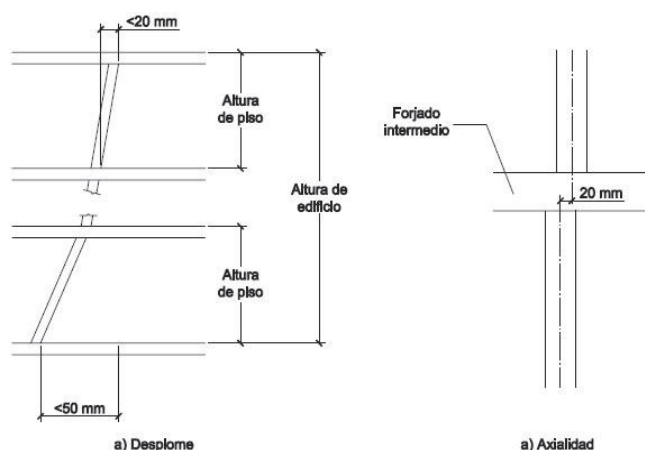 <20 mm
Altura
de piso
Altura de
edificio
Altura
de piso
<50 mm
a) Desplome
Forjado
intermedio
20 mm
a) Axialidad